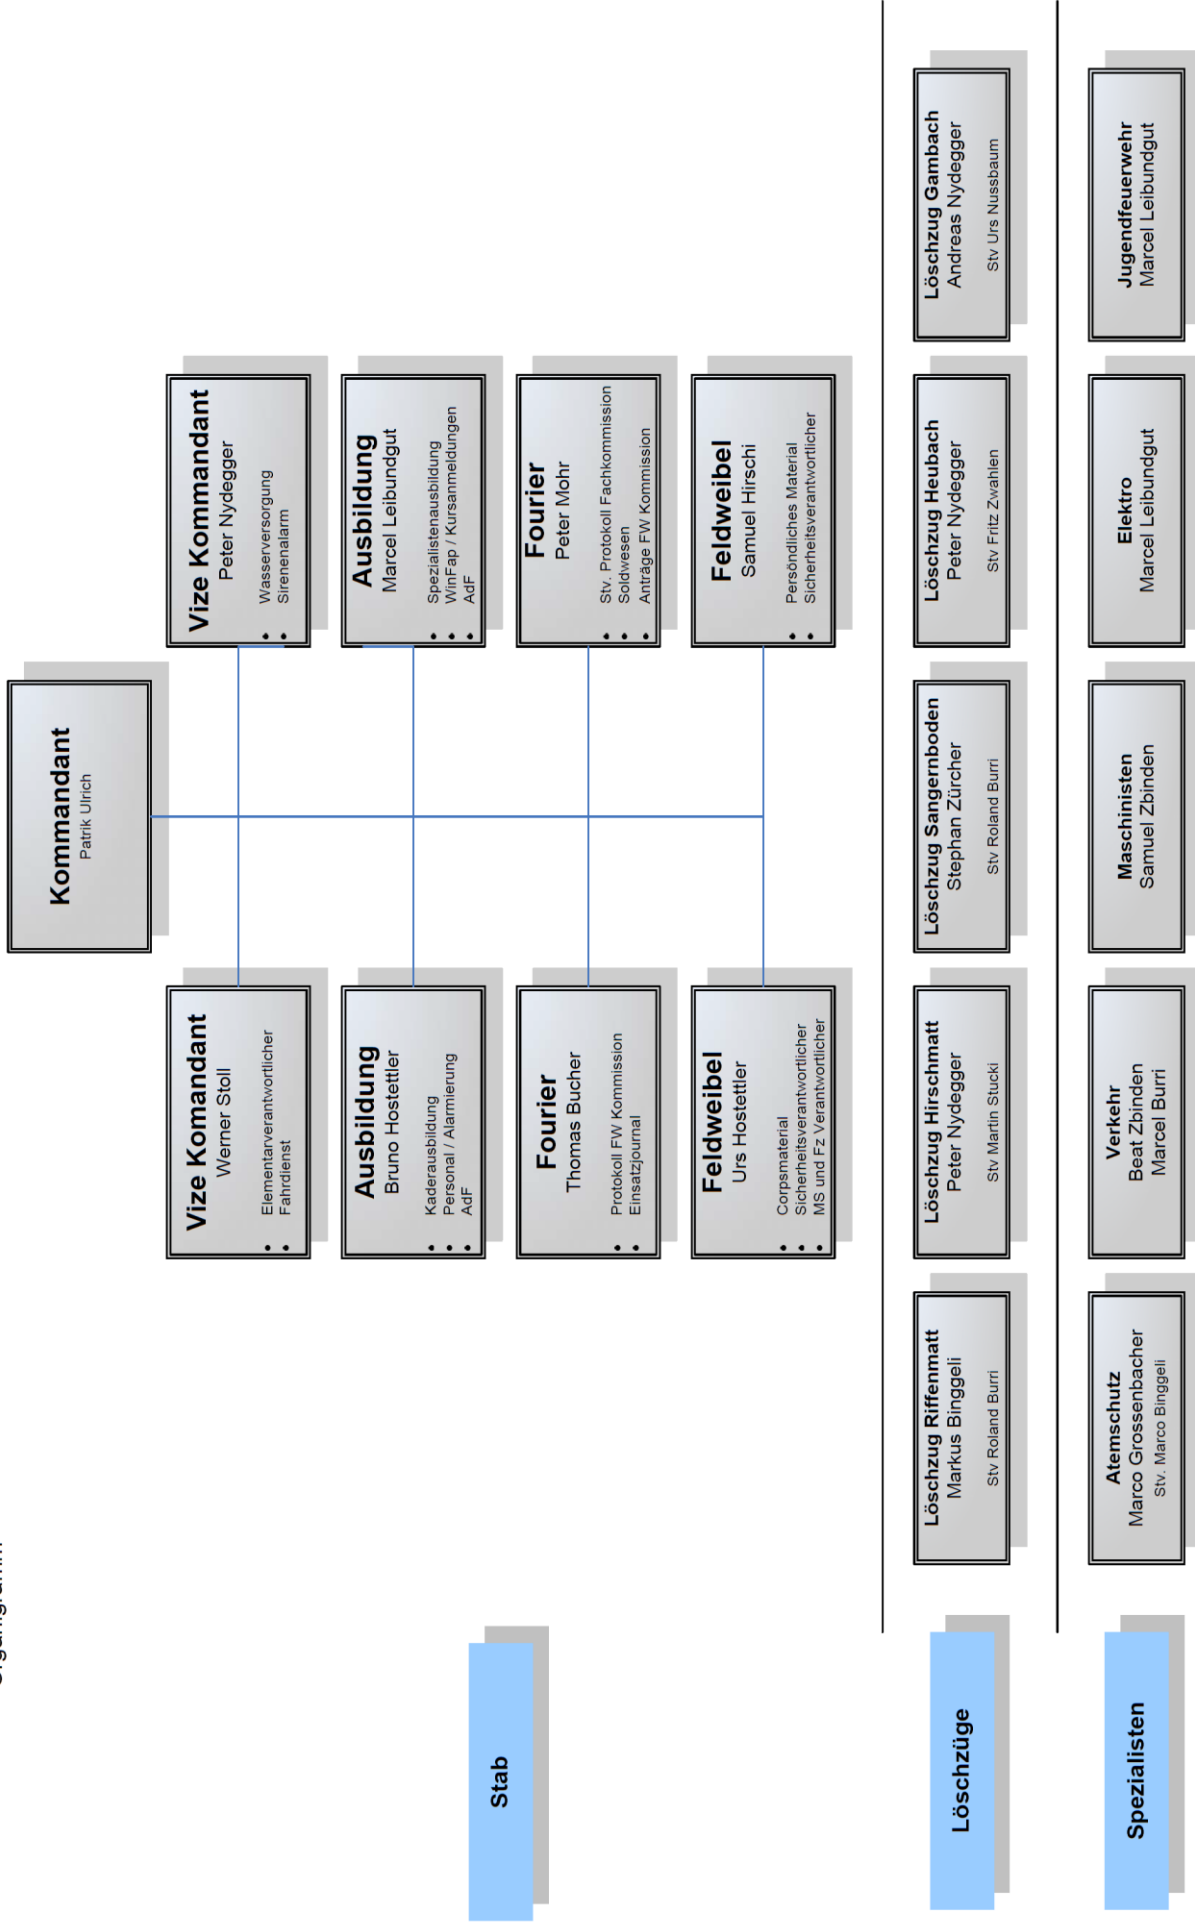 Kommandant
Patrik Ulrich
Vize Komandant
Werner Stoll
• Elementarverantwortlicher
• Fahrdienst
Vize Kommandant
Peter Nydegger
• Wasserversorgung
• Sirenenalarm
Ausbildung
Bruno Hostettler
• Kaderausbildung
• Personal / Alarmierung
• AdF
Ausbildung
Marcel Leibundgut
• Spezialistenausbildung
• WinFap / Kursanmeldungen
• AdF
Stab
Fourier
Thomas Bucher
• Protokoll FW Kommission
• Einsatzjournal
Fourier
Peter Mohr
• Stv. Protokoll Fachkommission
• Soldwesen
• Anträge FW Kommission
Feldweibel
Urs Hostettler
• Corpsmaterial
• Sicherheitsverantwortlicher
• MS und Fz Verantwortlicher
Feldweibel
Samuel Hirschi
• Persöndliches Material
• Sicherheitsverantwortlicher
Löschzüge
Löschzug Riffenmatt
Markus Binggeli
Stv Roland Burri
Löschzug Hirschmatt
Peter Nydegger
Stv Martin Stucki
Löschzug Sangernboden
Stephan Zürcher
Stv Roland Burri
Löschzug Heubach
Peter Nydegger
Stv Fritz Zwahlen
Löschzug Gambach
Andreas Nydegger
Stv Urs Nussbaum
Spezialisten
Atemschutz
Marco Grossenbacher
Stv. Marco Binggeli
Verkehr
Beat Zbinden
Marcel Burri
Maschinisten
Samuel Zbinden
Elektro
Marcel Leibundgut
Jugendfeuerwehr
Marcel Leibundgut